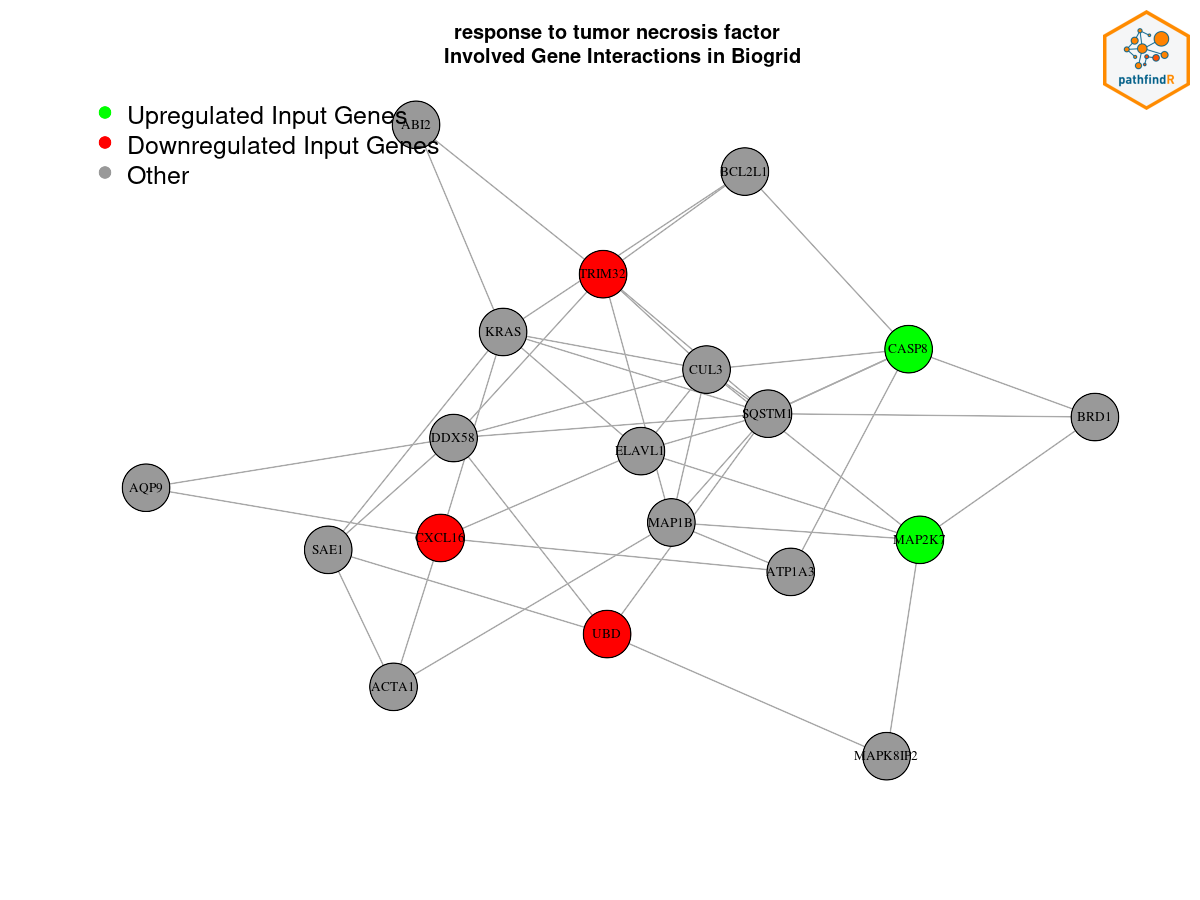 response to tumor necrosis factor
Involved Gene Interactions in Biogrid
pathfindR
Upregulated Input Genes
Downregulated Input Genes
Other
ABI2
BCL2L1
TRIM32
KRAS
CASP8
CUL3
SQSTM1
BRD1
DDX58
ELAVL1
AQP9
MAP1B
CXCL16
MAP2K7
SAE1
ATP1A3
UBD
ACTA1
MAPK8IP2